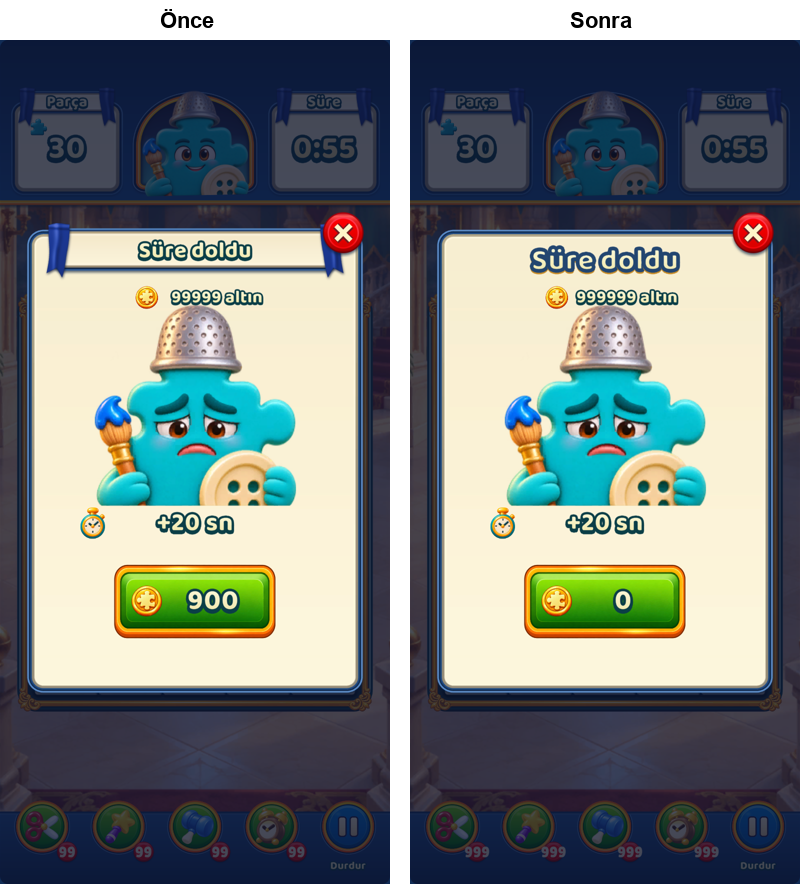 Önce
Sonra
Parça
Süre
30
0:55
Süre doldu
99999 altın
+20 sn
900
99
99
99
99
Durdur
Parça
Süre
30
0:55
Süre doldu
999999 altın
+20 sn
0
999
999
999
999
Durdur